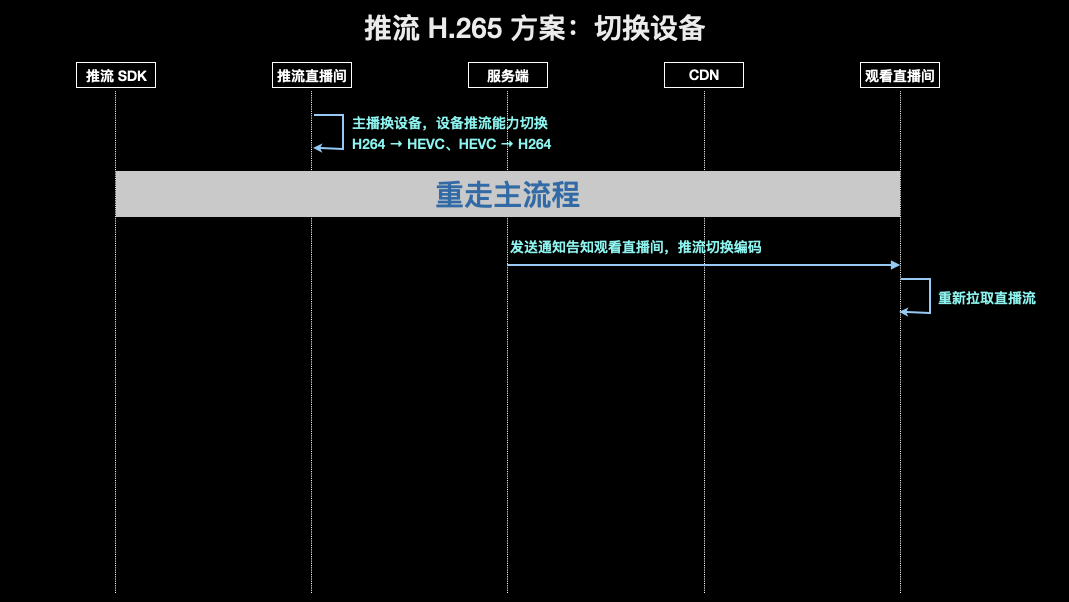 推流 H.265 方案：切换设备
推流 SDK
推流直播间
服务端
CDN
观看直播间
主播换设备，设备推流能力切换
H264 → HEVC、HEVC → H264
重走主流程
发送通知告知观看直播间，推流切换编码
重新拉取直播流